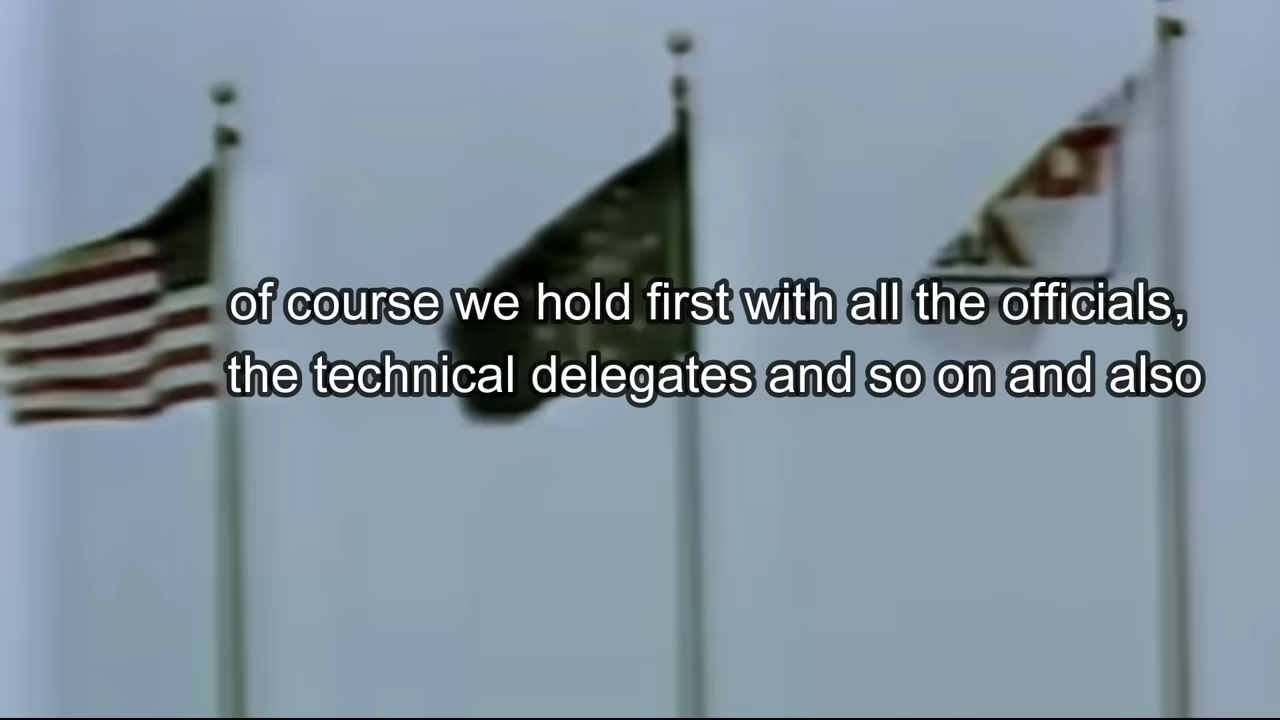 of course we hold first with all the officials,
the technical delegates and so on and also